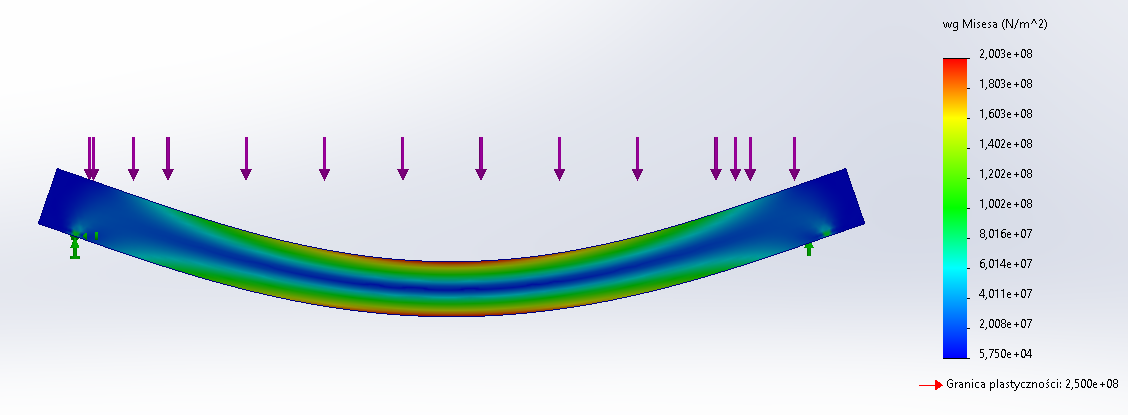 wg Misesa (N/m^2)
2,003e+08
1,803e+08
1,603e+08
1,402e+08
1,202e+08
1,002e+08
8,016e+07
6,014e+07
4,011e+07
2,008e+07
5,750e+04
Granica plastyczności: 2,500e+08